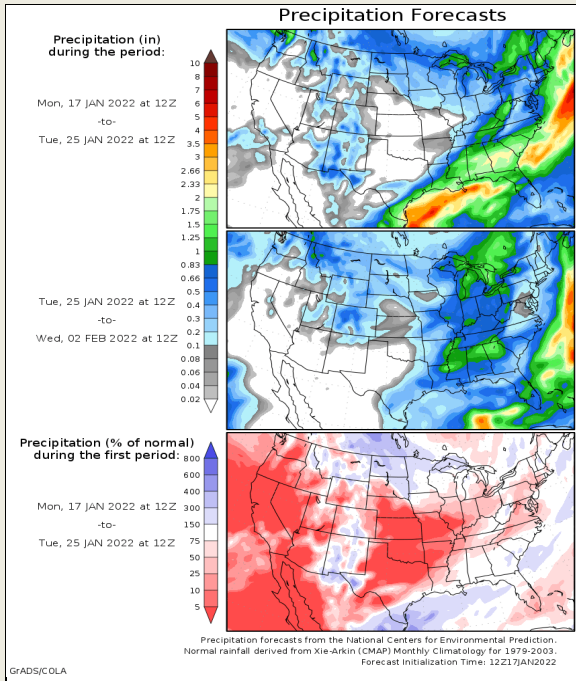 Precipitation Forecasts
Precipitation (in)
during the period:
Mon, 17 JAN 2022 at 12Z
-to-
Tue, 25 JAN 2022 at 12Z
10
9
8
7
6
5
4
3.5
3
2.66
2.33
2
1.75
1.5
1.25
1
0.83
0.66
0.5
0.4
0.3
0.2
0.1
0.08
0.06
0.04
0.02
Tue, 25 JAN 2022 at 12Z
-to-
Wed, 02 FEB 2022 at 12Z
Precipitation (% of normal)
during the first period:
Mon, 17 JAN 2022 at 12Z
-to-
Tue, 25 JAN 2022 at 12Z
800
600
400
300
150
75
50
25
10
5
Precipitation forecasts from the National Centers for Environmental Prediction.
Normal rainfall derived from Xie-Arkin (CMAP) Monthly Climatology for 1979-2003.
Forecast Initialization Time: 12Z17JAN2022
GrADS/COLA